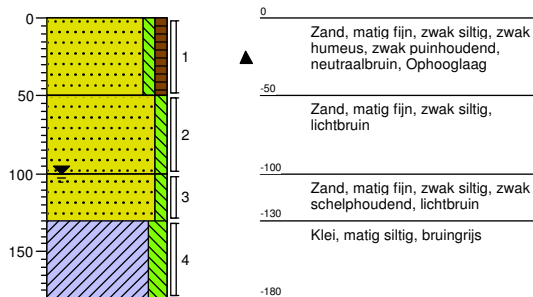 0
50
100
150
1
2
3
4
0
Zand, matig fijn, zwak siltig, zwak
humeus, zwak puinhoudend,
neutraalbruin, Ophooglaag
-50
Zand, matig fijn, zwak siltig,
lichtbruin
-100
Zand, matig fijn, zwak siltig, zwak
schelphoudend, lichtbruin
-130
Klei, matig siltig, bruingrijs
-180